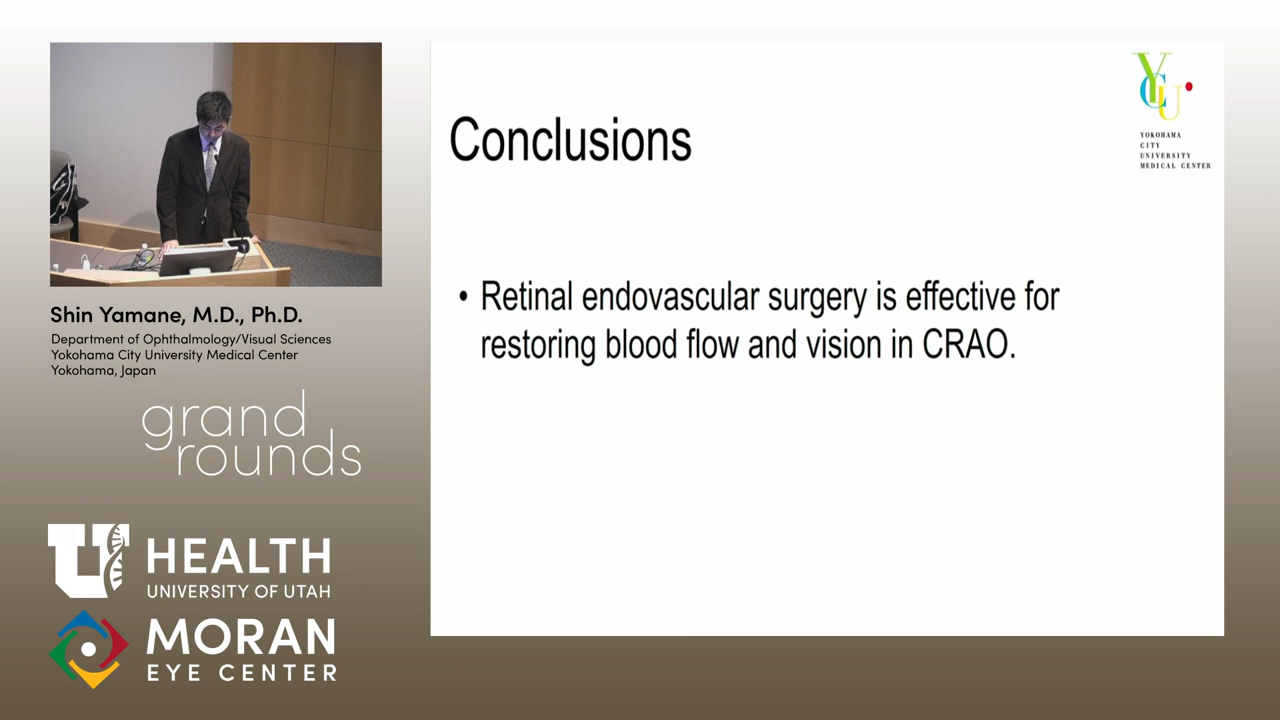 Shin Yamane, M.D., Ph.D.
Department of Ophthalmology/Visual Sciences
Yokohama City University Medical Center
Yokohama, Japan
grand
rounds
U HEALTH
UNIVERSITY OF UTAH
MORAN
EYE CENTER
YCU
YOKOHAMA
CITY
UNIVERSITY
MEDICAL CENTER
Conclusions
• Retinal endovascular surgery is effective for
restoring blood flow and vision in CRAO.